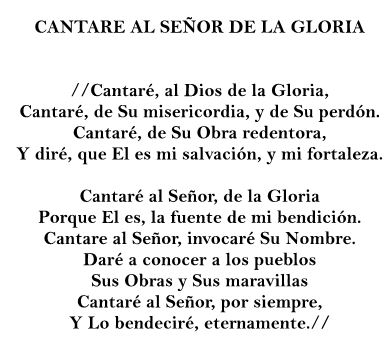 CANTARE AL SEÑOR DE LA GLORIA
//Cantaré, al Dios de la Gloria,
Cantaré, de Su misericordia, y de Su perdón.
Cantaré, de Su Obra redentora,
Y diré, que El es mi salvación, y mi fortaleza.
Cantaré al Señor, de la Gloria
Porque El es, la fuente de mi bendición.
Cantare al Señor, invocaré Su Nombre.
Daré a conocer a los pueblos
Sus Obras y Sus maravillas
Cantaré al Señor, por siempre,
Y Lo bendeciré, eternamente.//